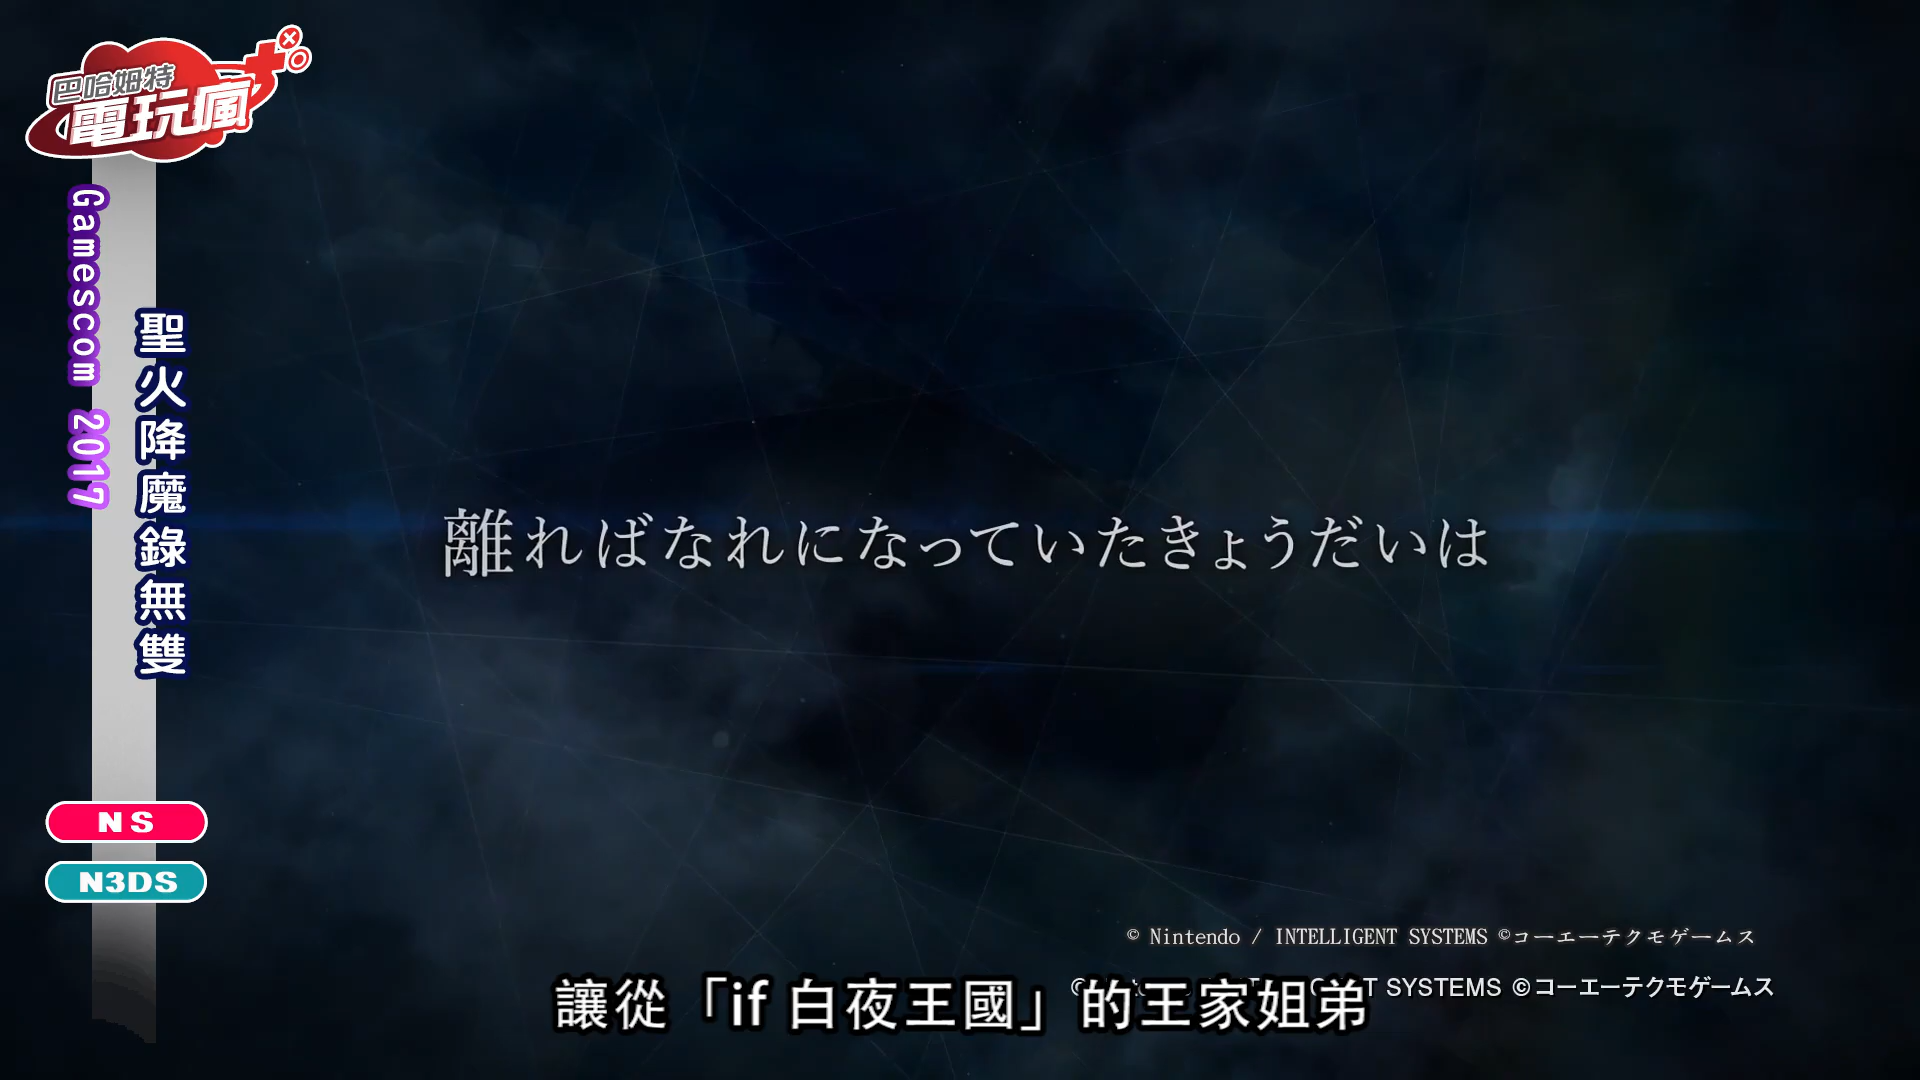 巴哈姆特
電玩瘋
Gamescom 2017
聖火降魔錄無雙
NS
N3DS
離ればなれになっていたきょうだいは
© Nintendo / INTELLIGENT SYSTEMS ©コーエーテクモゲームス
SYSTEMS ©コーエーテクモゲームス
讓從「if 白夜王國」的王家姐弟